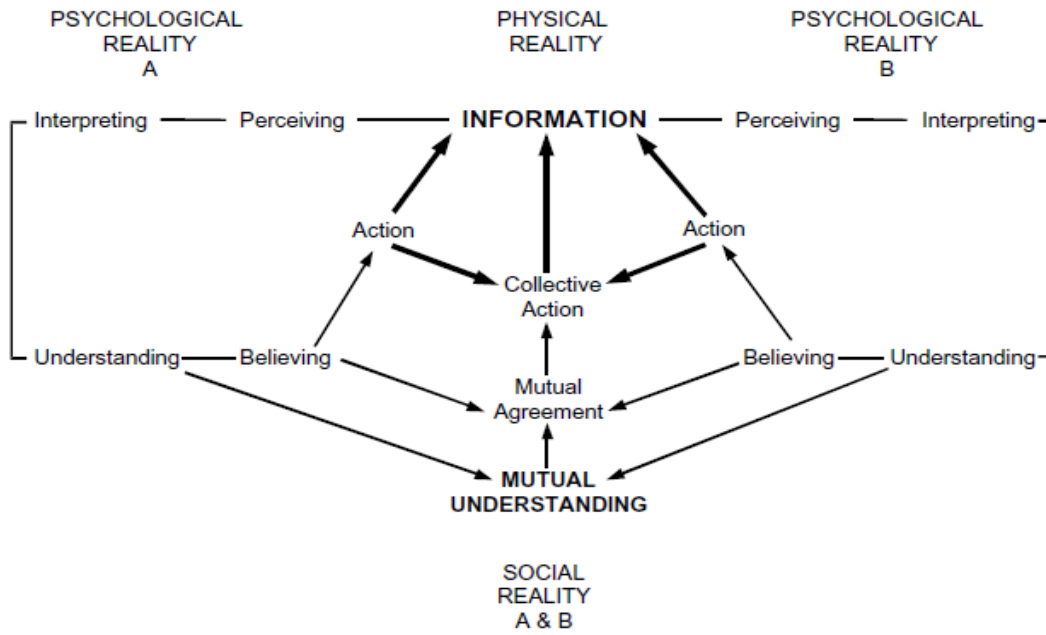 PSYCHOLOGICAL
REALITY
A
PHYSICAL
REALITY
PSYCHOLOGICAL
REALITY
B
Interpreting
Perceiving
INFORMATION
Perceiving
Interpreting
Action
Action
Collective
Action
Understanding
Believing
Believing
Understanding
Mutual
Agreement
MUTUAL
UNDERSTANDING
SOCIAL
REALITY
A & B